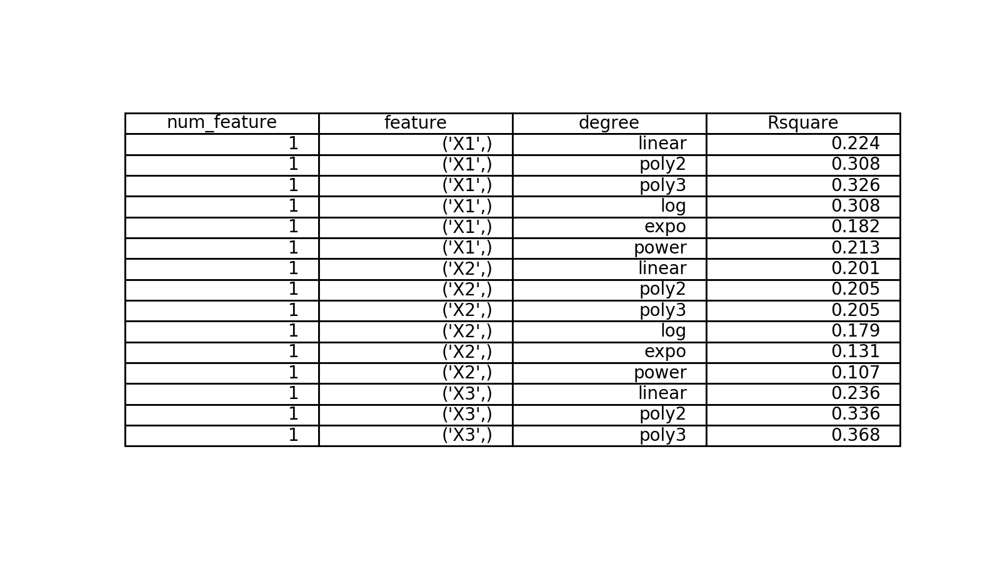 num_feature feature degree Rsquare
1 ('X1',) linear 0.224
1 ('X1',) poly2 0.308
1 ('X1',) poly3 0.326
1 ('X1',) log 0.308
1 ('X1',) expo 0.182
1 ('X1',) power 0.213
1 ('X2',) linear 0.201
1 ('X2',) poly2 0.205
1 ('X2',) poly3 0.205
1 ('X2',) log 0.179
1 ('X2',) expo 0.131
1 ('X2',) power 0.107
1 ('X3',) linear 0.236
1 ('X3',) poly2 0.336
1 ('X3',) poly3 0.368